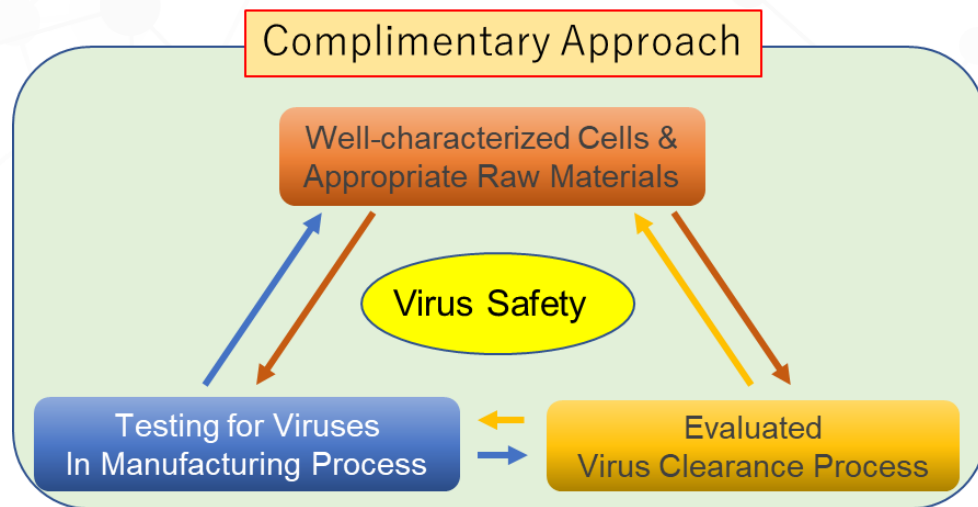 Complimentary Approach
Well-characterized Cells &
Appropriate Raw Materials
Virus Safety
Testing for Viruses
In Manufacturing Process
Evaluated
Virus Clearance Process